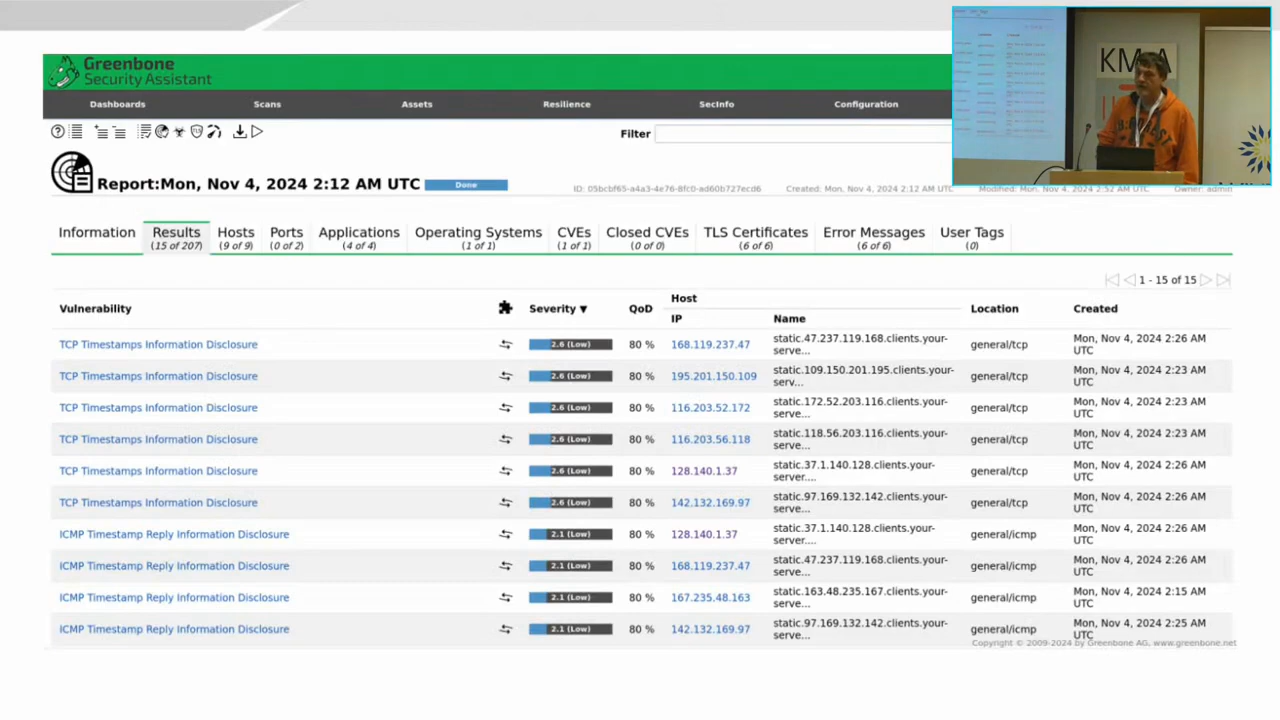 Greenbone
Security Assistant
Dashboards Scans Assets Resilience SecInfo Configuration
Filter
Report:Mon, Nov 4, 2024 2:12 AM UTC Done ID: 05bcbf65-a4a3-4e76-8fc0-ad60b727ecd6 Created: Mon, Nov 4, 2024 2:12 AM UTC Modified: Mon, Nov 4, 2024 2:52 AM UTC Owner: admin
Information Results Hosts Ports Applications Operating Systems CVEs Closed CVEs TLS Certificates Error Messages User Tags
(15 of 207) (9 of 9) (0 of 2) (4 of 4) (1 of 1) (1 of 1) (0 of 0) (6 of 6) (6 of 6) (0)
1 - 15 of 15
Vulnerability Severity ▼ QoD Host Location Created
IP Name
TCP Timestamps Information Disclosure 2.6 (Low) 80 % 168.119.237.47 static.47.237.119.168.clients.your- general/tcp Mon, Nov 4, 2024 2:26 AM
serve... UTC
TCP Timestamps Information Disclosure 2.6 (Low) 80 % 195.201.150.109 static.109.150.201.195.clients.your- general/tcp Mon, Nov 4, 2024 2:23 AM
serv... UTC
TCP Timestamps Information Disclosure 2.6 (Low) 80 % 116.203.52.172 static.172.52.203.116.clients.your- general/tcp Mon, Nov 4, 2024 2:23 AM
serve... UTC
TCP Timestamps Information Disclosure 2.6 (Low) 80 % 116.203.56.118 static.118.56.203.116.clients.your- general/tcp Mon, Nov 4, 2024 2:23 AM
serve... UTC
TCP Timestamps Information Disclosure 2.6 (Low) 80 % 128.140.1.37 static.37.1.140.128.clients.your- general/tcp Mon, Nov 4, 2024 2:26 AM
server.... UTC
TCP Timestamps Information Disclosure 2.6 (Low) 80 % 142.132.169.97 static.97.169.132.142.clients.your- general/tcp Mon, Nov 4, 2024 2:26 AM
serve... UTC
ICMP Timestamp Reply Information Disclosure 2.1 (Low) 80 % 128.140.1.37 static.37.1.140.128.clients.your- general/icmp Mon, Nov 4, 2024 2:26 AM
server.... UTC
ICMP Timestamp Reply Information Disclosure 2.1 (Low) 80 % 168.119.237.47 static.47.237.119.168.clients.your- general/icmp Mon, Nov 4, 2024 2:26 AM
serve... UTC
ICMP Timestamp Reply Information Disclosure 2.1 (Low) 80 % 167.235.48.163 static.163.48.235.167.clients.your- general/icmp Mon, Nov 4, 2024 2:15 AM
serve... UTC
ICMP Timestamp Reply Information Disclosure 2.1 (Low) 80 % 142.132.169.97 static.97.169.132.142.clients.your- general/icmp Mon, Nov 4, 2024 2:25 AM
serve... UTC
Copyright © 2009-2024 by Greenbone AG, www.greenbone.net